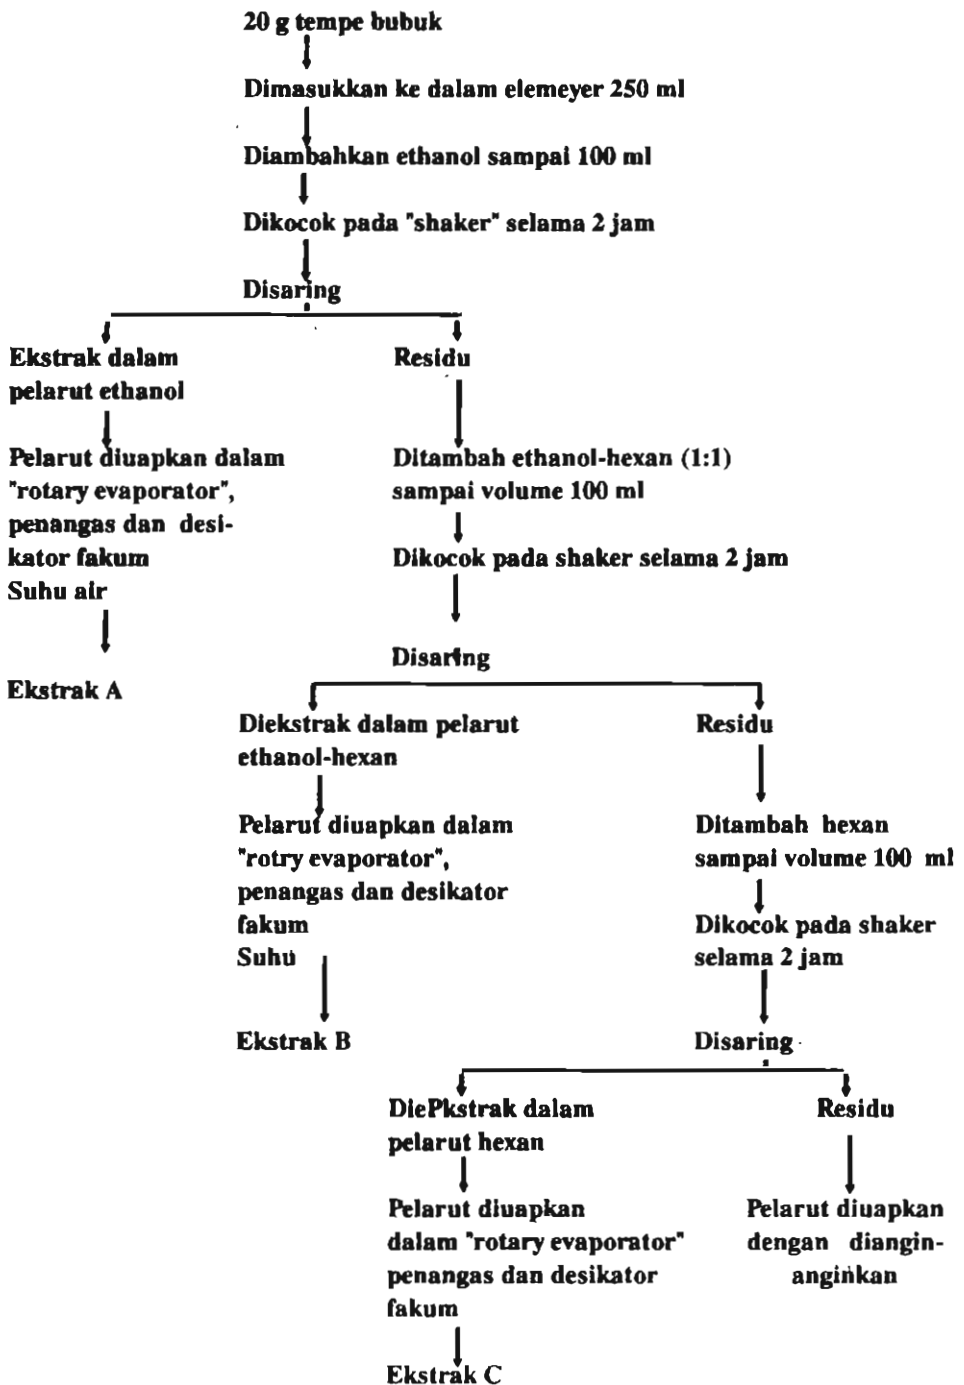 20 g tempe bubuk
Dimasukkan ke dalam elemeyer 250 ml
Diambahkan ethanol sampai 100 ml
Dikocok pada "shaker" selama 2 jam
Disaring
Ekstrak dalam
pelarut ethanol
Pelarut diuapkan dalam
"rotary evaporator",
penangas dan desi-
kator fakum
Suhu air
Ekstrak A
Residu
Ditambah ethanol-hexan (1:1)
sampai volume 100 ml
Dikocok pada shaker selama 2 jam
Disaring
Diekstrak dalam pelarut
ethanol-hexan
Pelarut diuapkan dalam
"rotry evaporator",
penangas dan desikator
fakum
Suhu
Ekstrak B
Residu
Ditambah hexan
sampai volume 100 ml
Dikocok pada shaker
selama 2 jam
Disaring
DiePkstrak dalam
pelarut hexan
Pelarut diuapkan
dalam "rotary evaporator"
penangas dan desikator
fakum
Ekstrak C
Residu
Pelarut diuapkan
dengan diangin-
anginkan